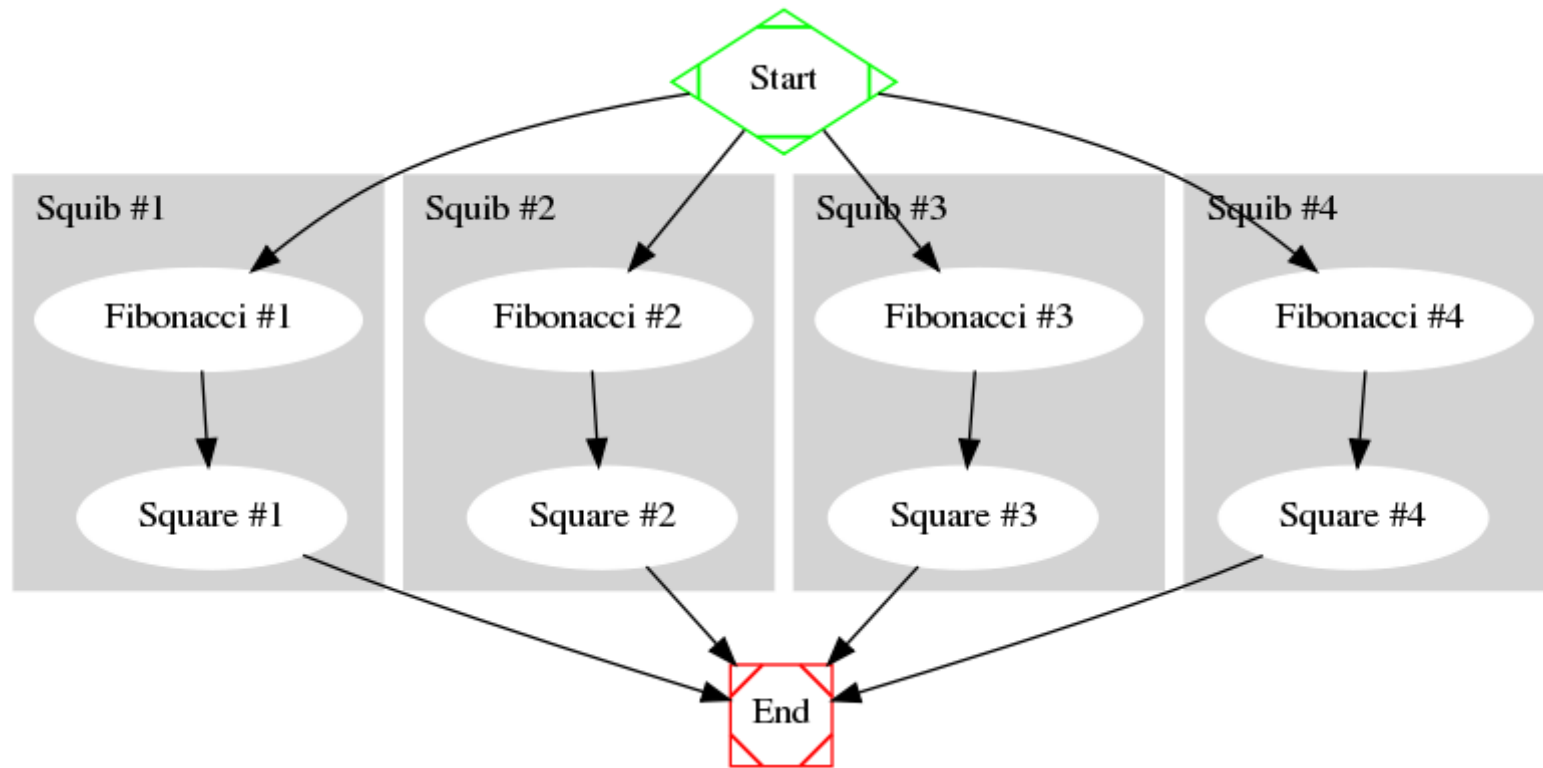 Start
Squib #1
Squib #2
Squib #3
Squib #4
Fibonacci #1
Fibonacci #2
Fibonacci #3
Fibonacci #4
Square #1
Square #2
Square #3
Square #4
End